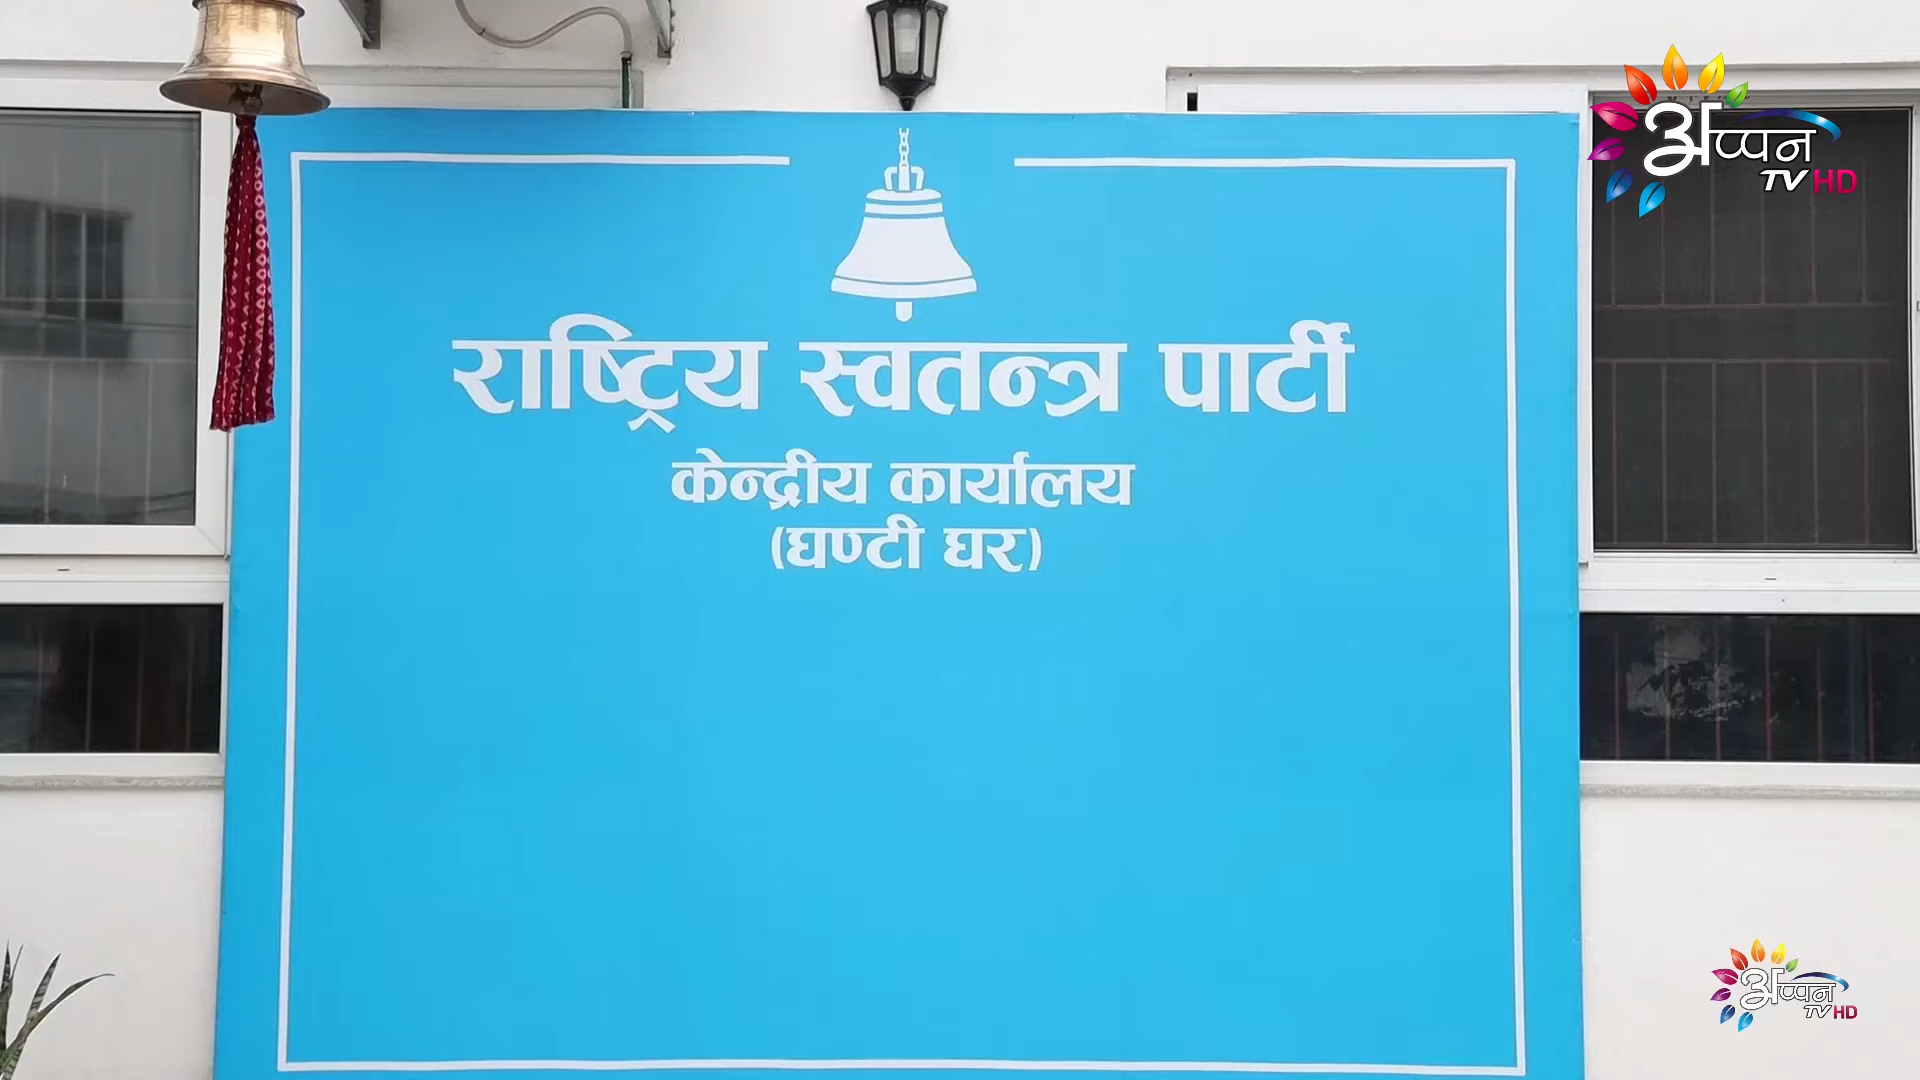 राष्ट्रिय स्वतन्त्र पार्टी
केन्द्रीय कार्यालय
(घण्टी घर)
अप्पन
TV HD
अप्पन
TV HD